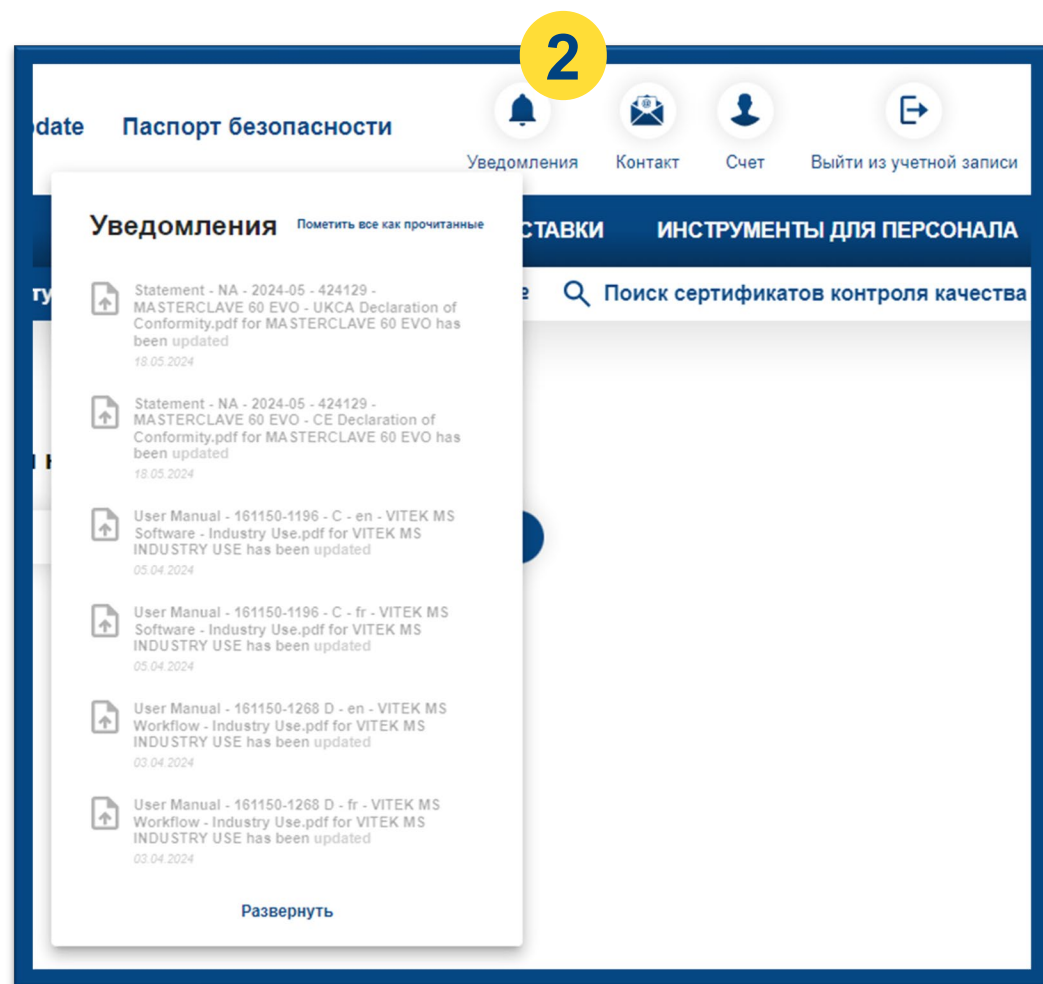 2
Паспорт безопасности
Уведомления Контакт Счет Выйти из учетной записи
ИНСТРУМЕНТЫ ДЛЯ ПЕРСОНАЛА
Поиск сертификатов контроля качества
Уведомления Пометить все как прочитанные
Statement - NA - 2024-05 - 424129 -
MASTERCLAVE 60 EVO - UKCA Declaration of
Conformity.pdf for MASTERCLAVE 60 EVO has
been updated
18.05.2024
Statement - NA - 2024-05 - 424129 -
MASTERCLAVE 60 EVO - CE Declaration of
Conformity.pdf for MASTERCLAVE 60 EVO has
been updated
18.05.2024
User Manual - 161150-1196 - C - en - VITEK MS
Software - Industry Use.pdf for VITEK MS
INDUSTRY USE has been updated
05.04.2024
User Manual - 161150-1196 - C - fr - VITEK MS
Software - Industry Use.pdf for VITEK MS
INDUSTRY USE has been updated
05.04.2024
User Manual - 161150-1268 D - en - VITEK MS
Workflow - Industry Use.pdf for VITEK MS
INDUSTRY USE has been updated
03.04.2024
User Manual - 161150-1268 D - fr - VITEK MS
Workflow - Industry Use.pdf for VITEK MS
INDUSTRY USE has been updated
03.04.2024
Развернуть